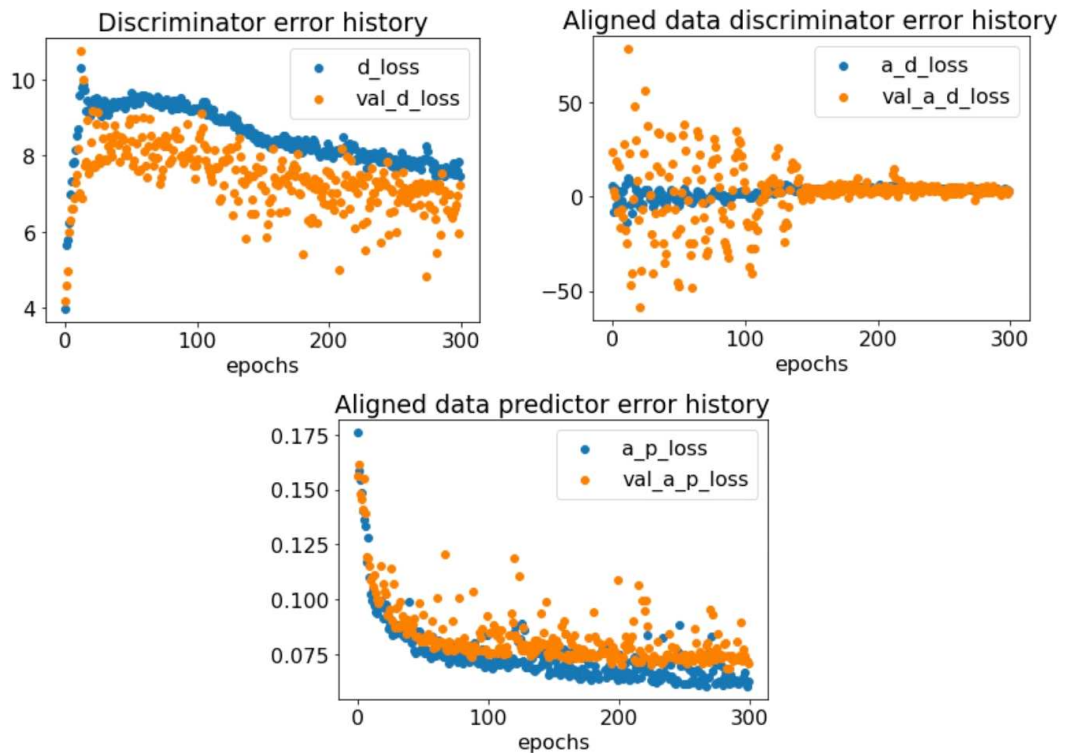 Discriminator error history
d_loss
val_d_loss
10
8
6
4
0
100
200
300
epochs
Aligned data discriminator error history
a_d_loss
val_a_d_loss
50
0
−50
0
100
200
300
epochs
Aligned data predictor error history
a_p_loss
val_a_p_loss
0.175
0.150
0.125
0.100
0.075
0
100
200
300
epochs